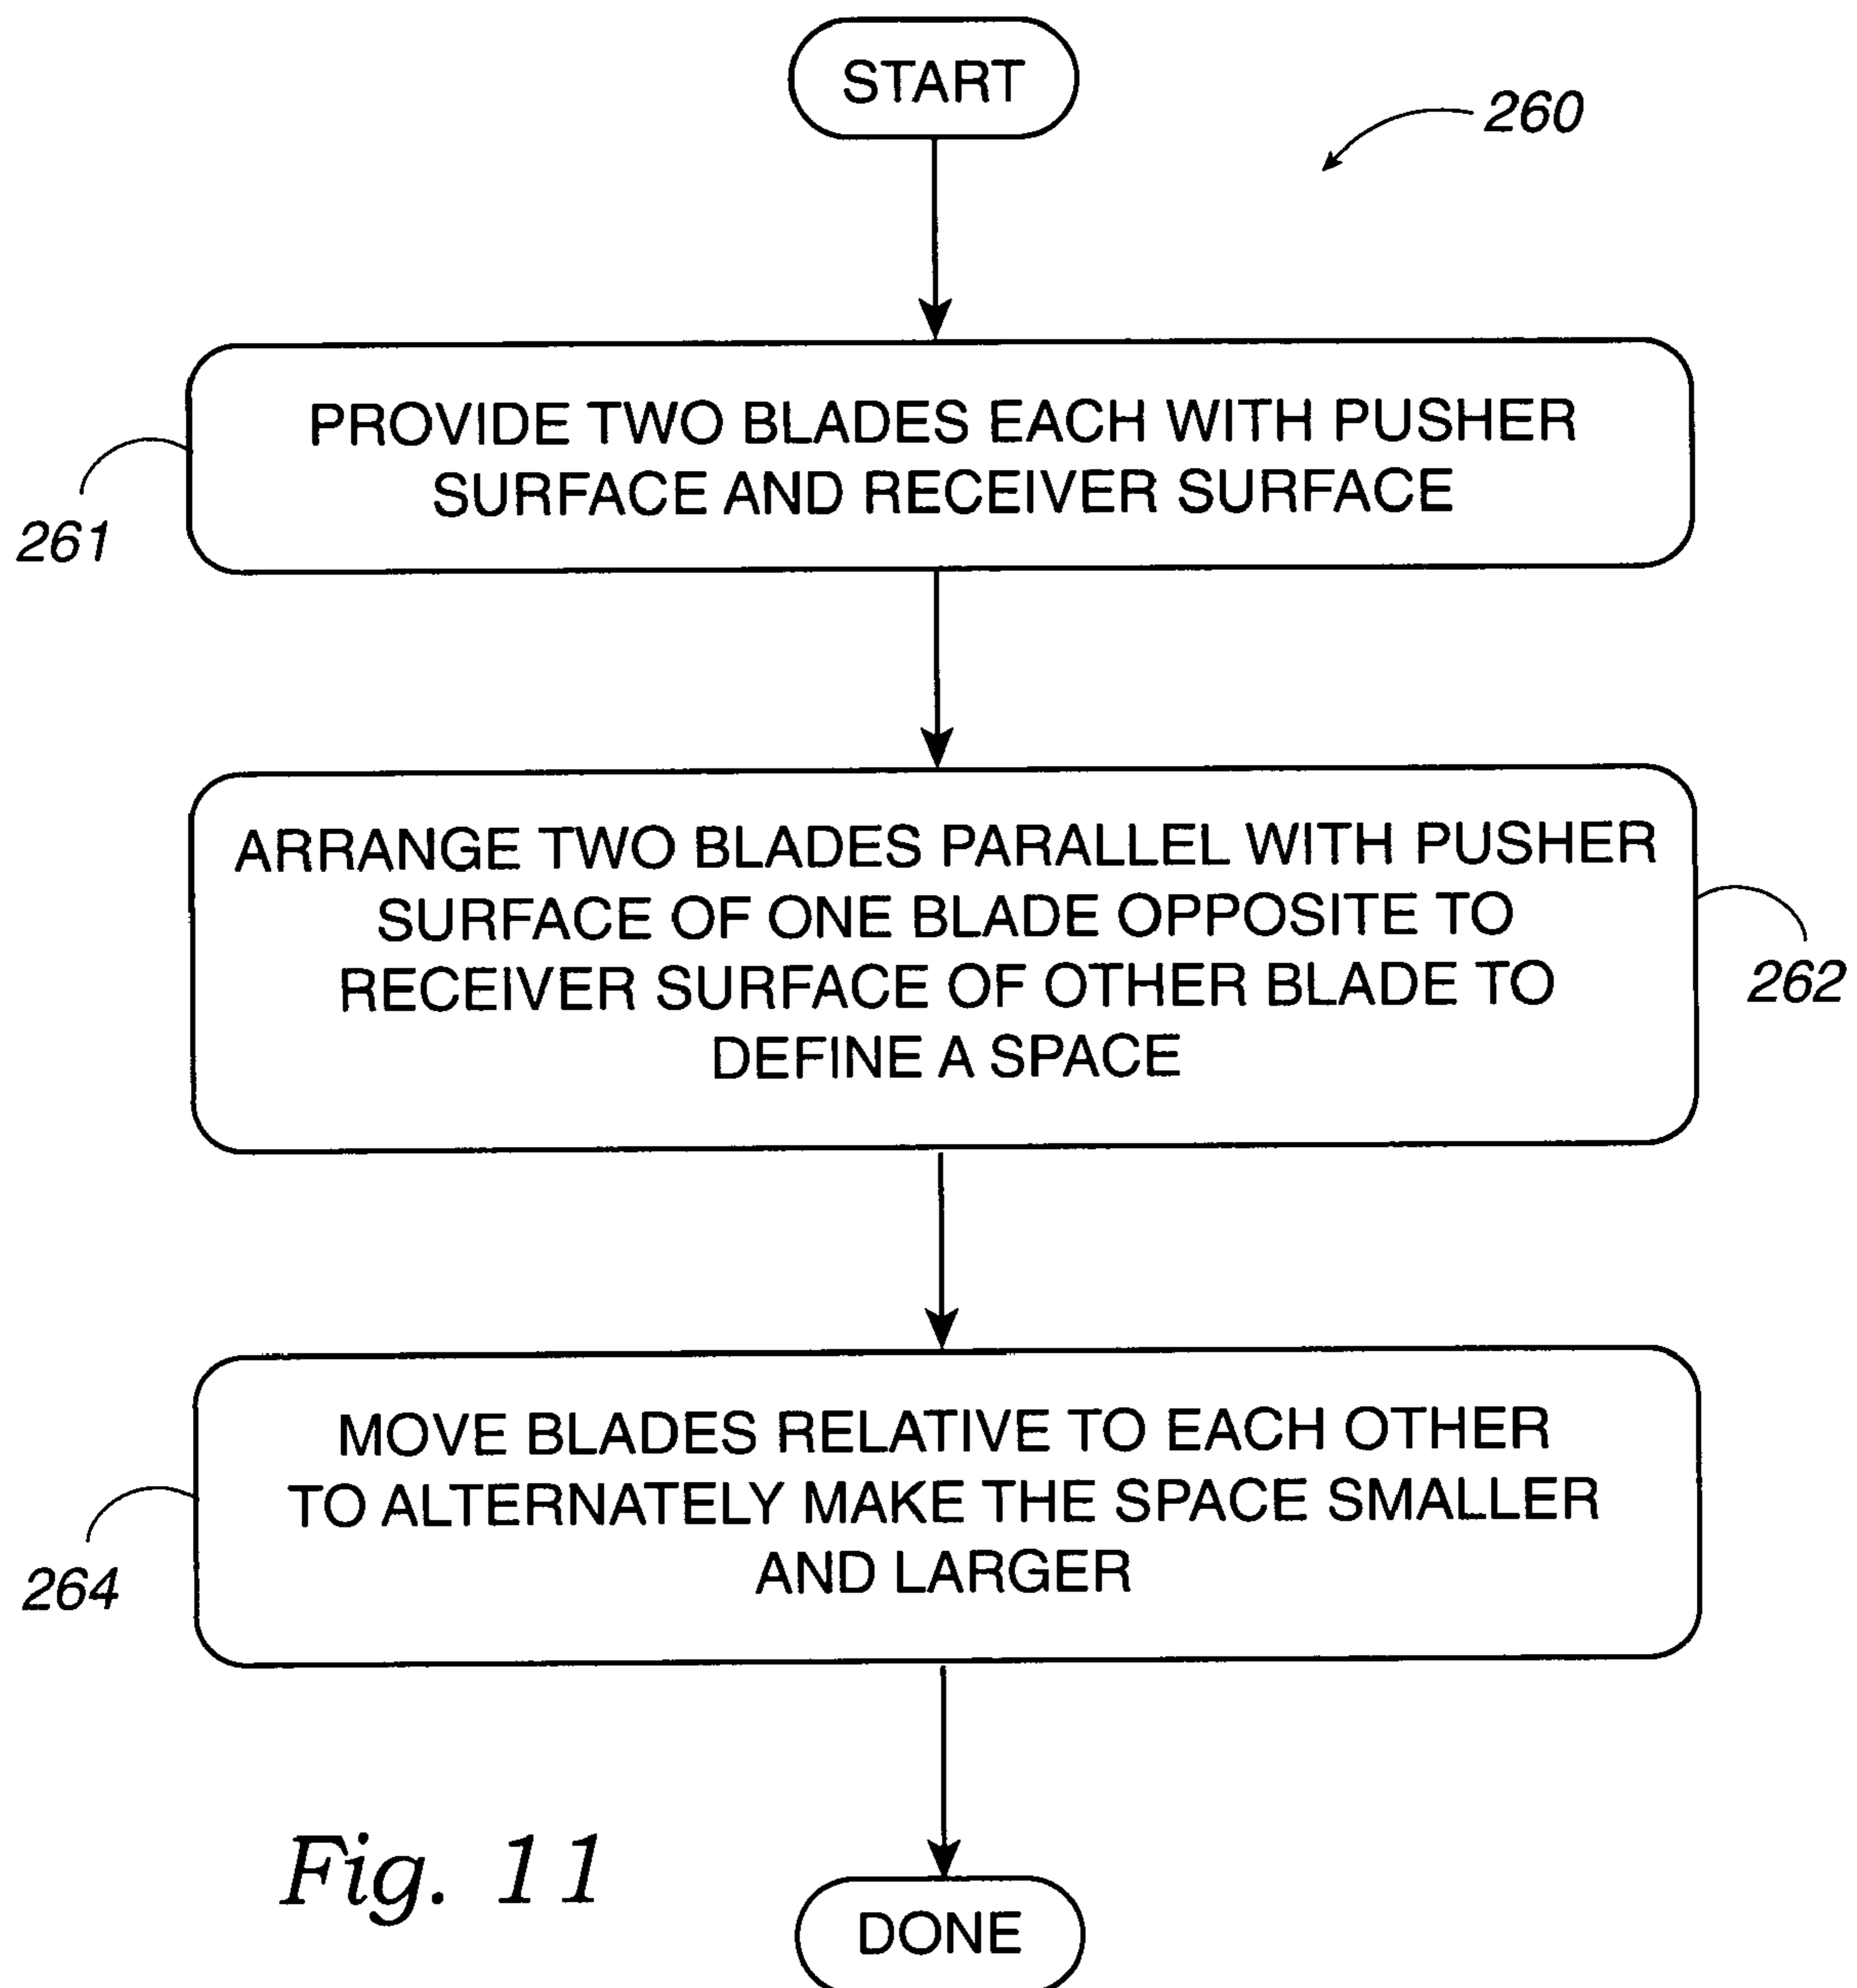 START
260
PROVIDE TWO BLADES EACH WITH PUSHER
SURFACE AND RECEIVER SURFACE
261
ARRANGE TWO BLADES PARALLEL WITH PUSHER
SURFACE OF ONE BLADE OPPOSITE TO
RECEIVER SURFACE OF OTHER BLADE TO
DEFINE A SPACE
262
MOVE BLADES RELATIVE TO EACH OTHER
TO ALTERNATELY MAKE THE SPACE SMALLER
AND LARGER
264
Fig. 11
DONE